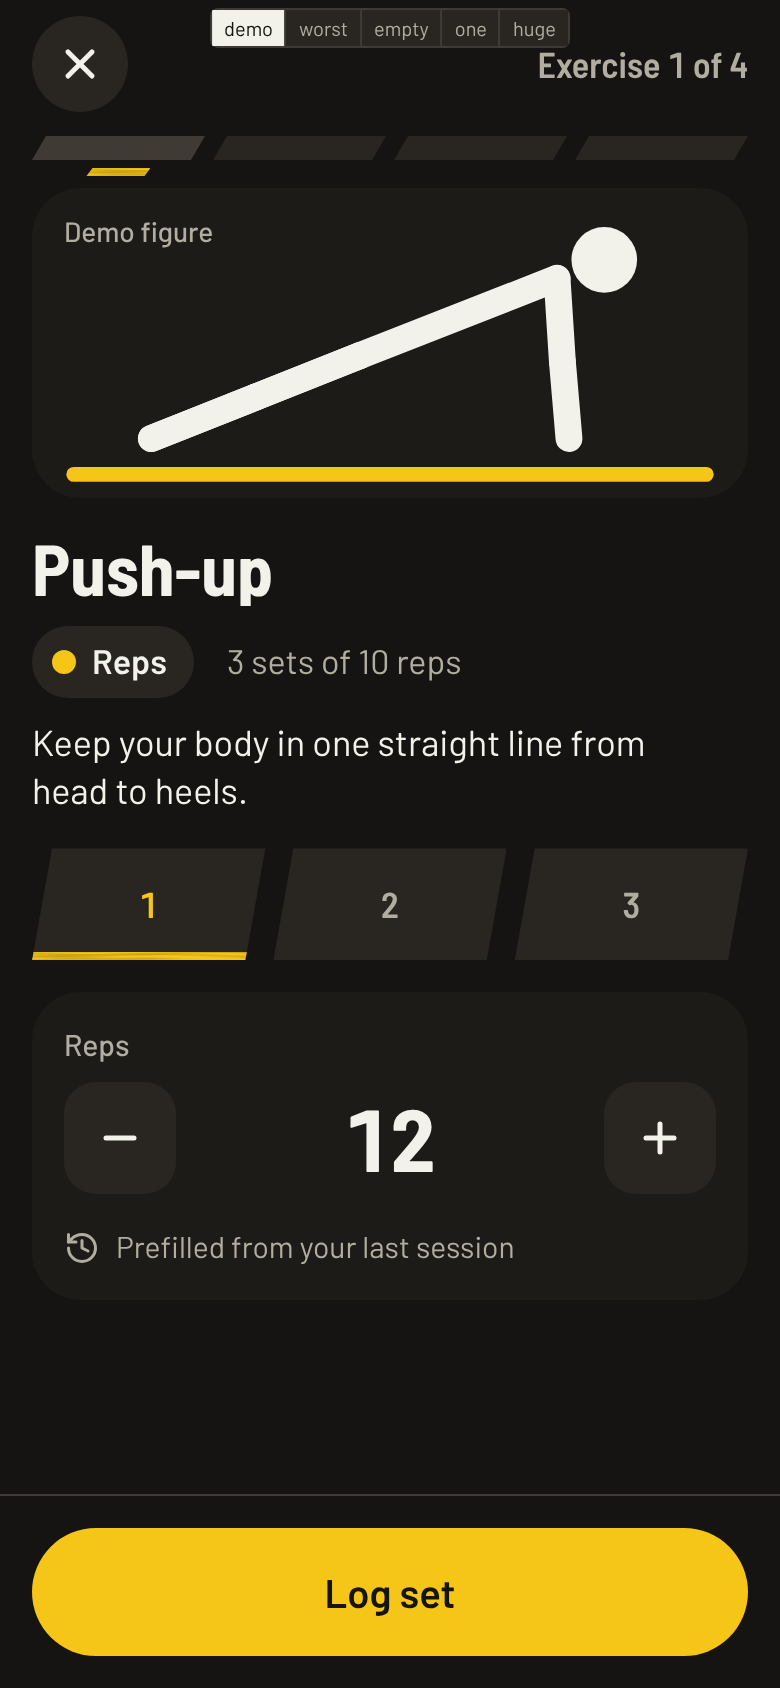 demo worst empty one huge
Exercise 1 of 4
Demo figure
Push-up
Reps 3 sets of 10 reps
Keep your body in one straight line from
head to heels.
1 2 3
Reps
12
Prefilled from your last session
Log set